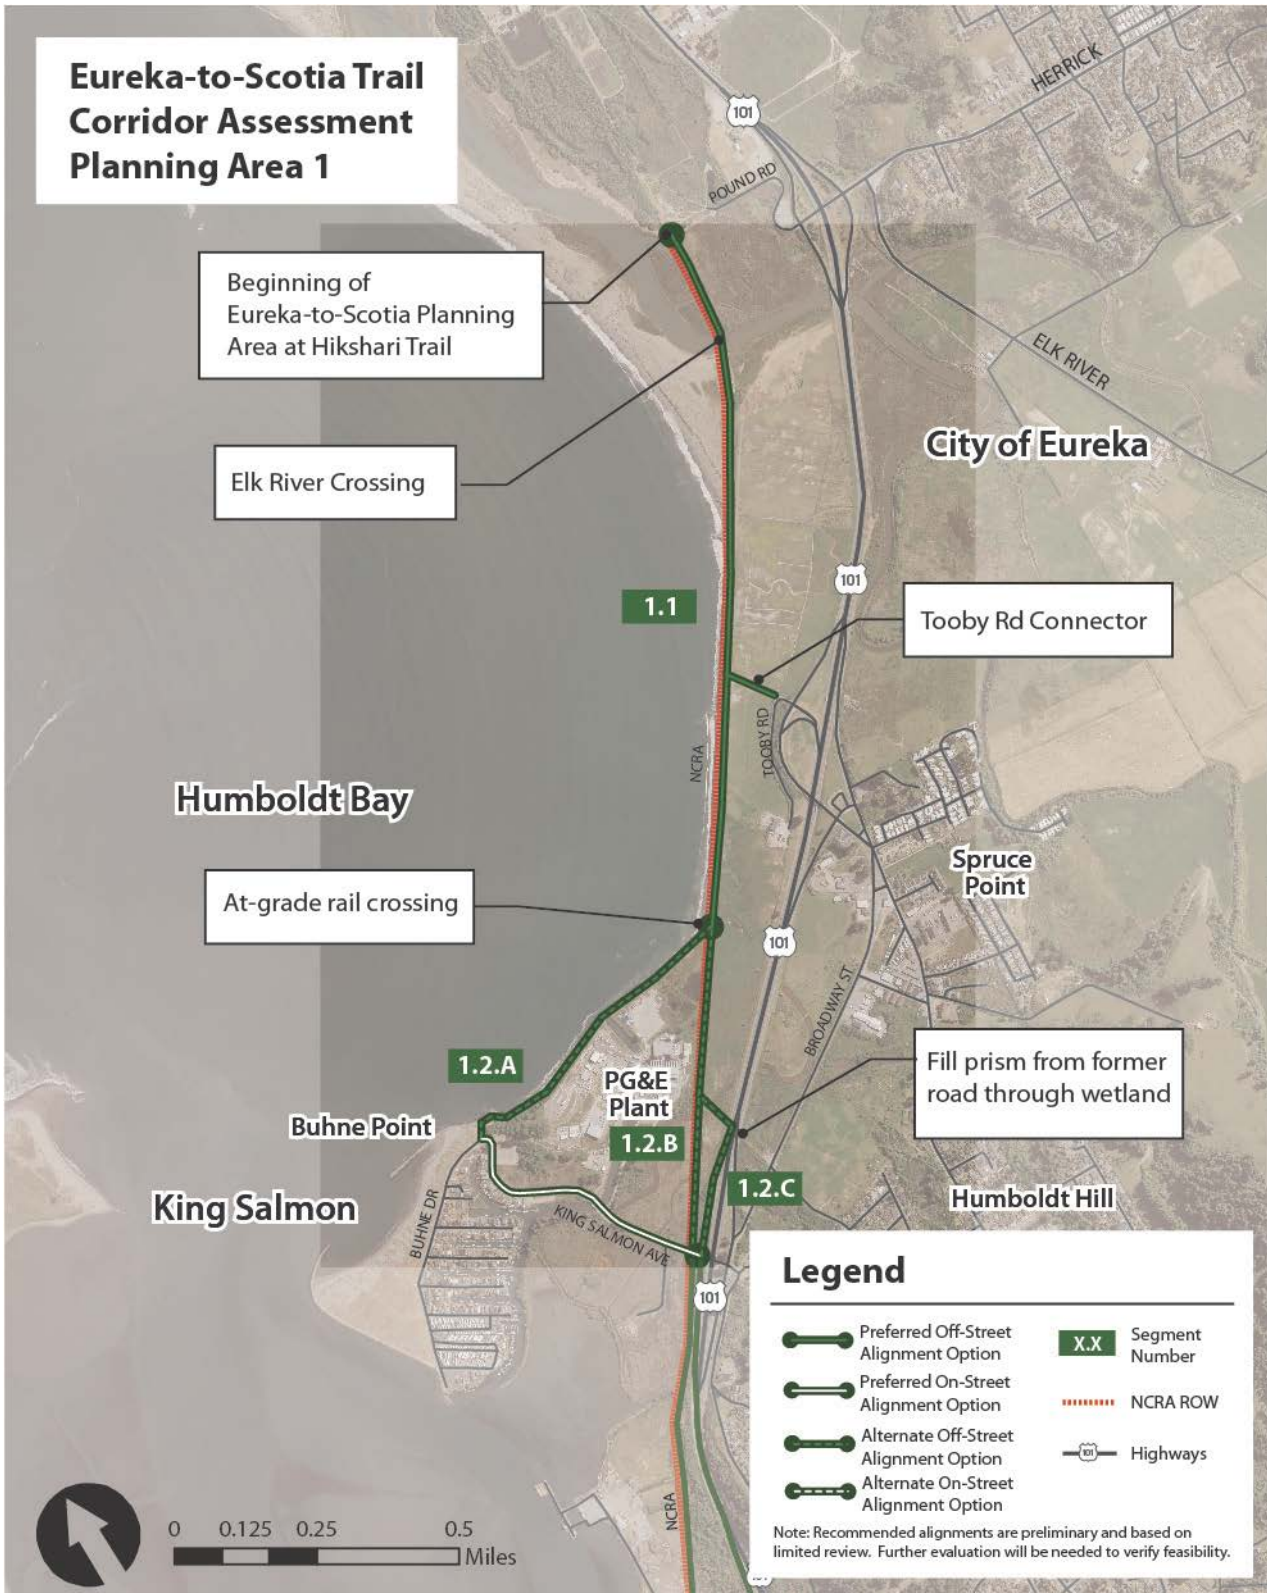 Eureka-to-Scotia Trail
Corridor Assessment
Planning Area 1
HERRICK
101
POUND RD
Beginning of
Eureka-to-Scotia Planning
Area at Hikshari Trail
ELK RIVER
City of Eureka
Elk River Crossing
101
1.1
Tooby Rd Connector
TOOBY RD
NCRA
Humboldt Bay
Spruce
Point
At-grade rail crossing
101
BROADWAY ST
1.2.A
PG&E
Plant
Fill prism from former
road through wetland
Buhne Point
1.2.B
1.2.C
King Salmon
BUHNE DR
KING SALMON AVE
Humboldt Hill
101
Legend
Preferred Off-Street
Alignment Option
Preferred On-Street
Alignment Option
Alternate Off-Street
Alignment Option
Alternate On-Street
Alignment Option
X.X
Segment
Number
NCRA ROW
101
Highways
Note: Recommended alignments are preliminary and based on
limited review. Further evaluation will be needed to verify feasibility.
NCRA
0 0.125 0.25 0.5
Miles
101